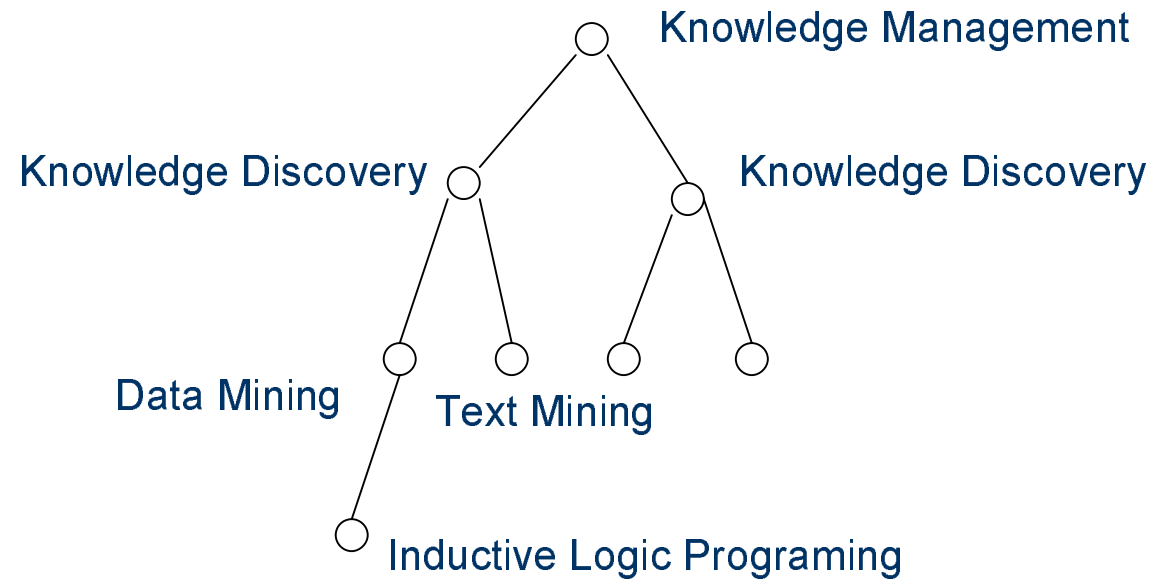 Knowledge Management
Knowledge Discovery
Knowledge Discovery
Data Mining
Text Mining
Inductive Logic Programing